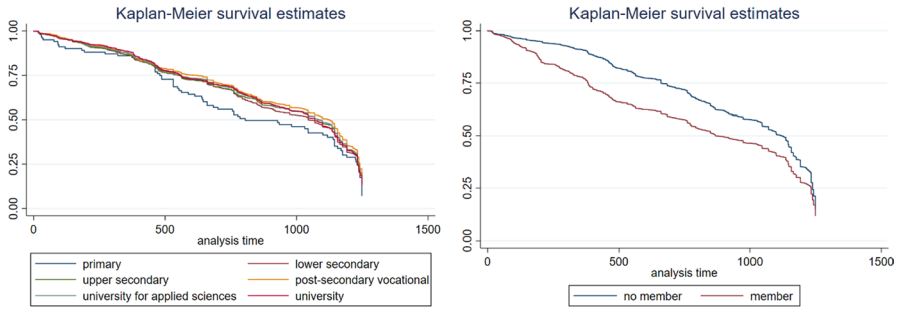 Kaplan-Meier survival estimates
1.00
0.75
0.50
0.25
0.00
0 500 1000 1500
analysis time
primary lower secondary
upper secondary post-secondary vocational
university for applied sciences university
Kaplan-Meier survival estimates
1.00
0.75
0.50
0.25
0.00
0 500 1000 1500
analysis time
no member member